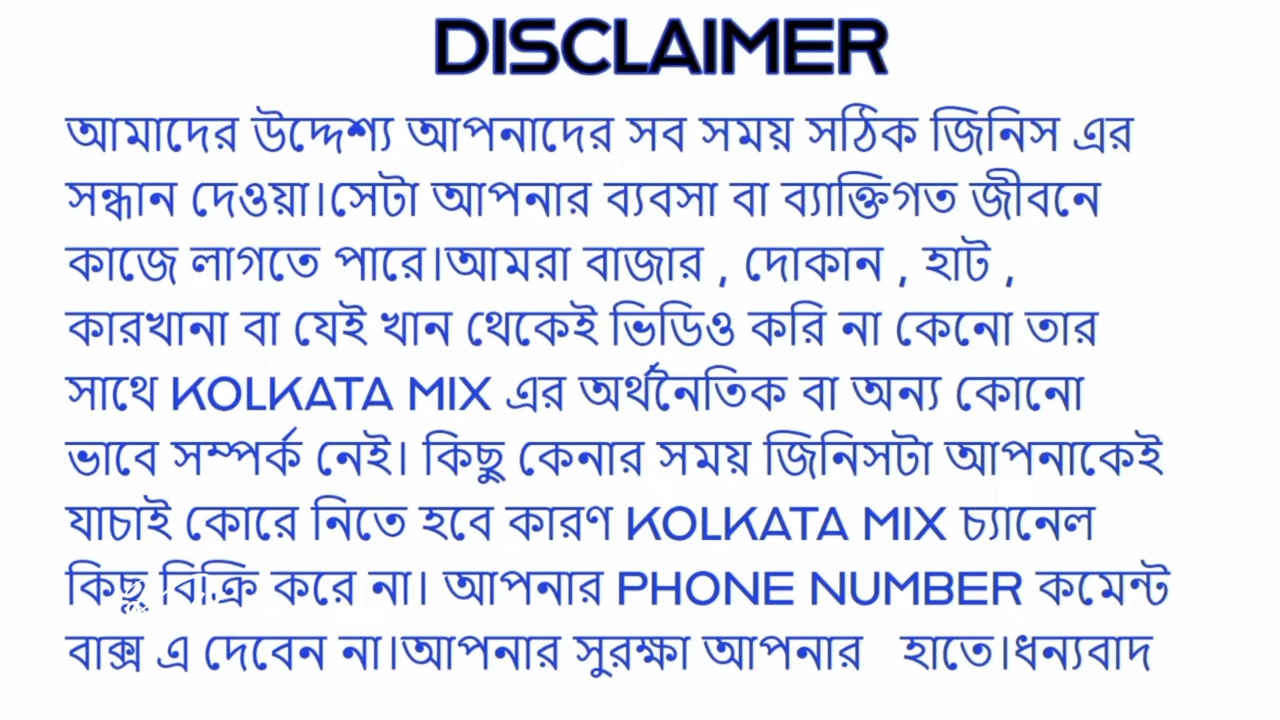 DISCLAIMER
আমাদের উদ্দেশ্য আপনাদের সব সময় সঠিক জিনিস এর
সন্ধান দেওয়া।সেটা আপনার ব্যবসা বা ব্যাক্তিগত জীবনে
কাজে লাগতে পারে।আমরা বাজার , দোকান , হাট ,
কারখানা বা যেই খান থেকেই ভিডিও করি না কেনো তার
সাথে KOLKATA MIX এর অর্থনৈতিক বা অন্য কোনো
ভাবে সম্পর্ক নেই। কিছু কেনার সময় জিনিসটা আপনাকেই
যাচাই কোরে নিতে হবে কারণ KOLKATA MIX চ্যানেল
কিছু বিক্রি করে না। আপনার PHONE NUMBER কমেন্ট
বাক্স এ দেবেন না।আপনার সুরক্ষা আপনার হাতে।ধন্যবাদ